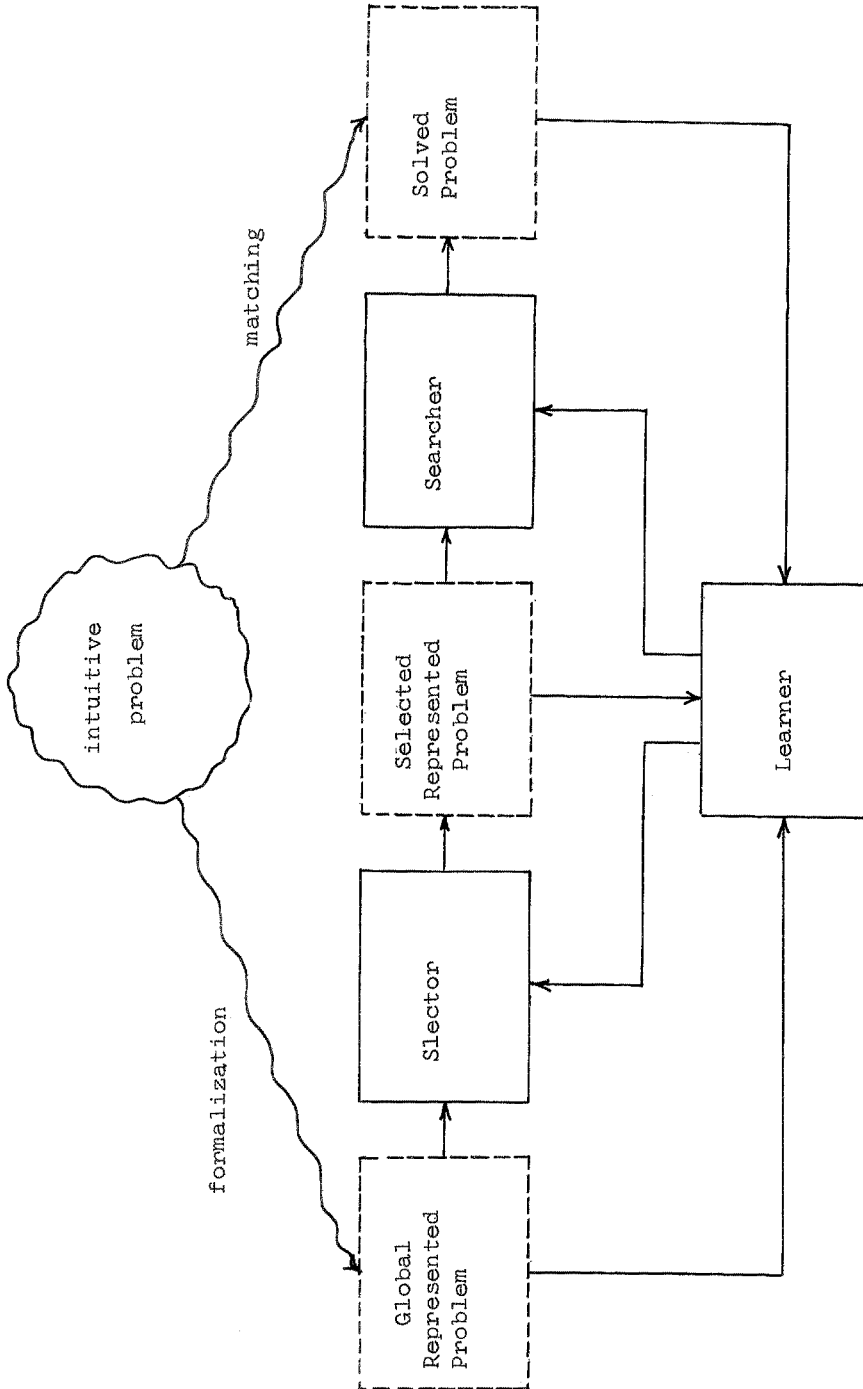 intuitive
problem
formalization
matching
Global
Represented
Problem
Slector
Selected
Represented
Problem
Searcher
Solved
Problem
Learner